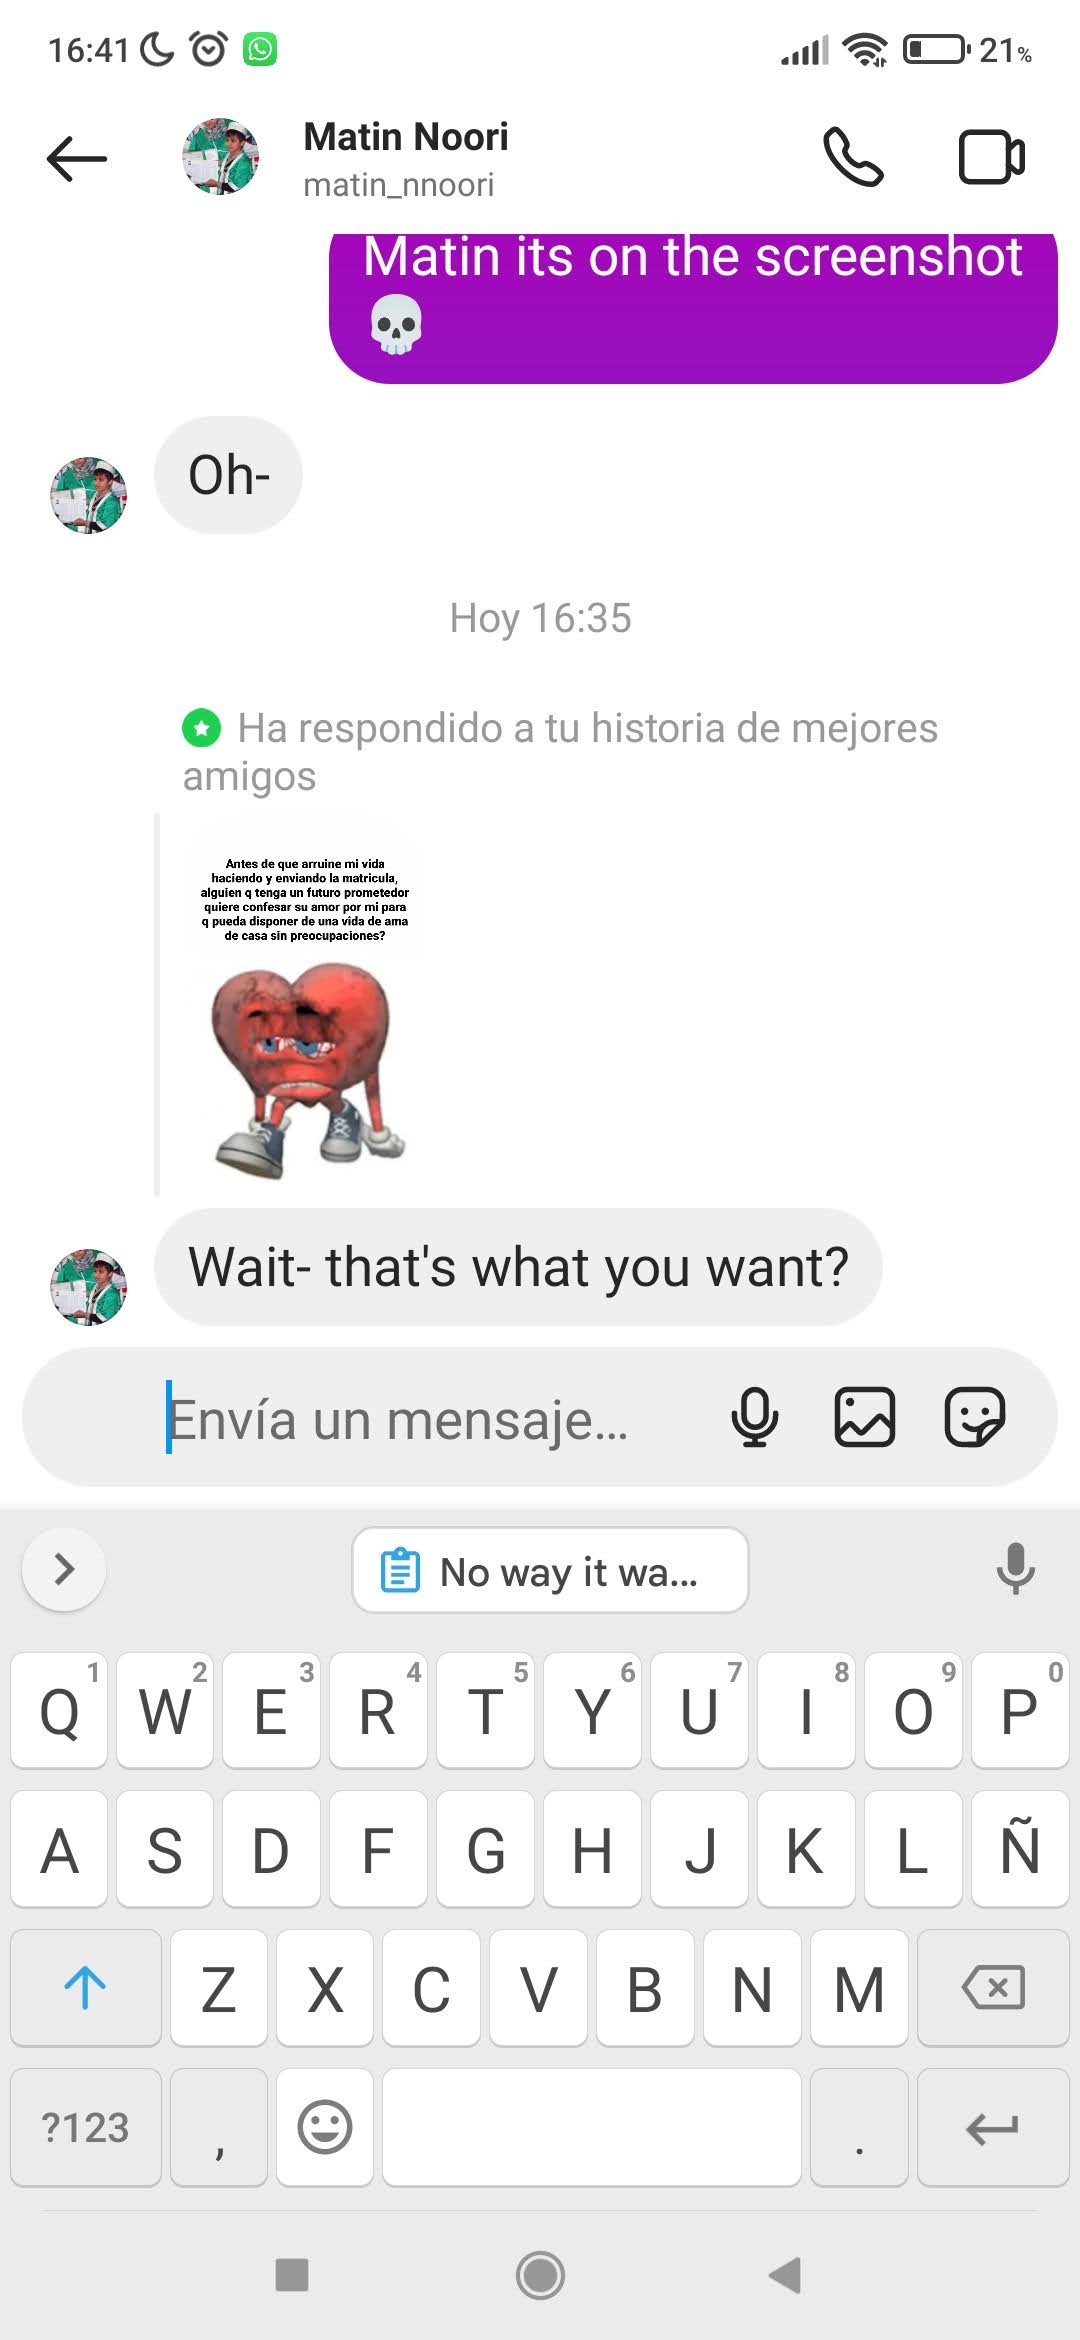 16:41
21%
Matin Noori
matin_nnoori
Matin its on the screenshot
💀
Oh-
Hoy 16:35
Ha respondido a tu historia de mejores
amigos
Antes de que arruine mi vida
haciendo y enviando la matricula,
alguien q tenga un futuro prometedor
quiere confesar su amor por mi para
q pueda disponer de una vida de ama
de casa sin preocupaciones?
Wait- that's what you want?
Envía un mensaje...
No way it wa...
1 2 3 4 5 6 7 8 9 0
Q W E R T Y U I O P
A S D F G H J K L Ñ
Z X C V B N M
?123 , .